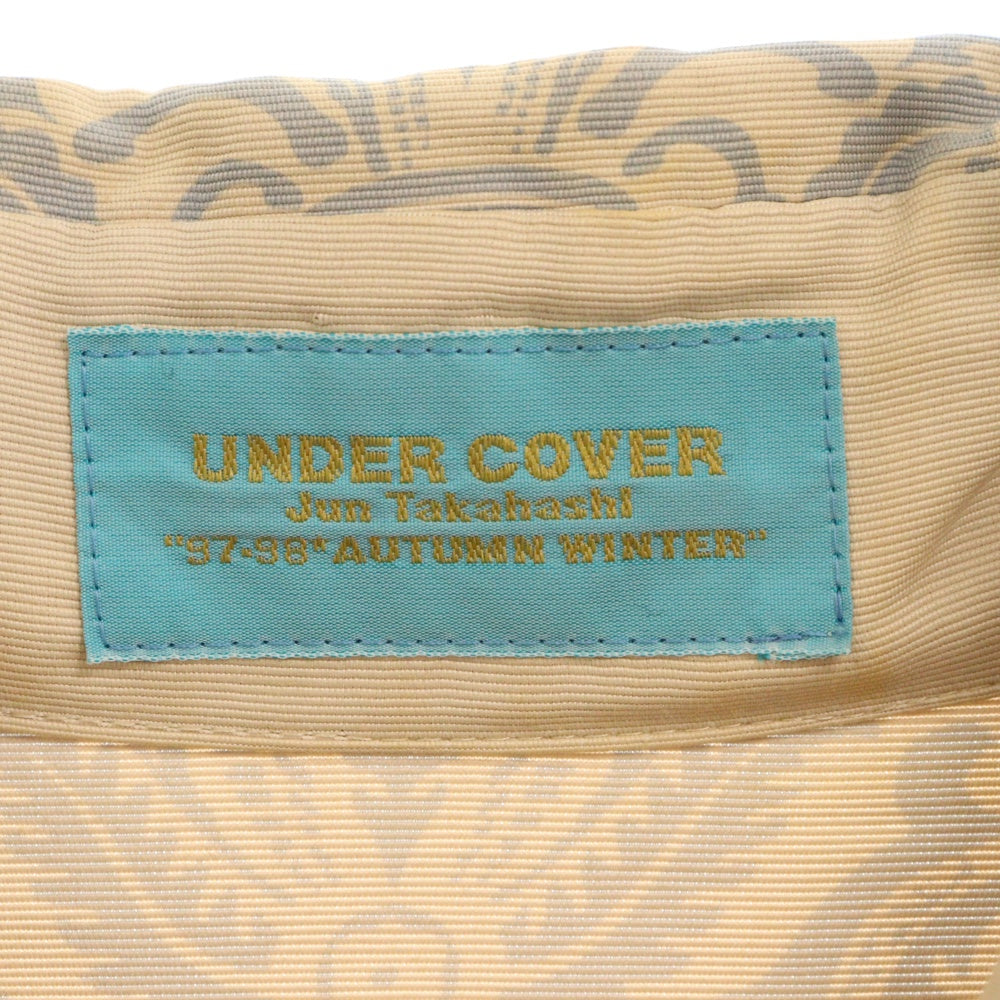 UNDER COVER
Jun Takahashi
"97-98* AUTUMN WINTER"